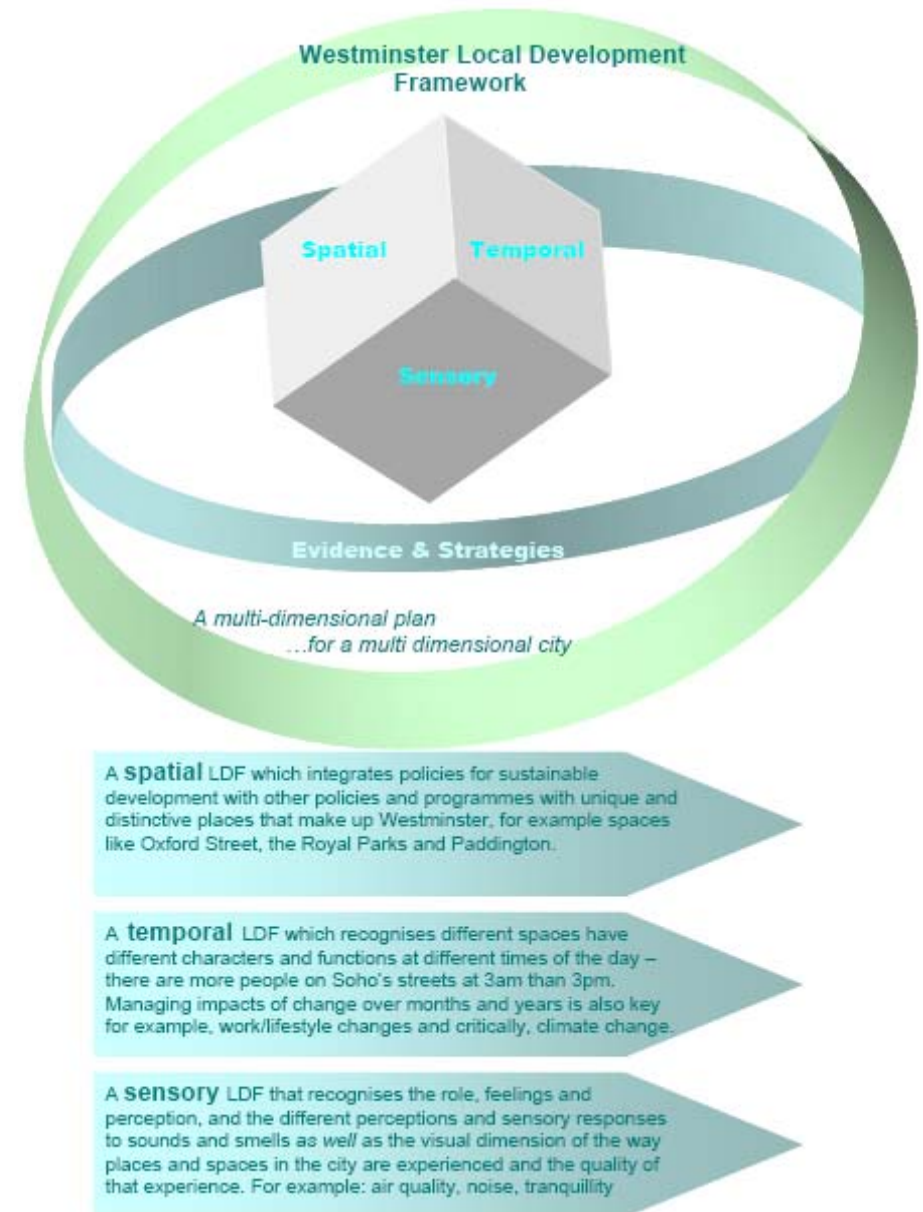 Westminster Local Development
Framework
Spatial
Temporal
Sensory
Evidence & Strategies
A multi-dimensional plan
...for a multi dimensional city
A spatial LDF which integrates policies for sustainable
development with other policies and programmes with unique and
distinctive places that make up Westminster, for example spaces
like Oxford Street, the Royal Parks and Paddington.
A temporal LDF which recognises different spaces have
different characters and functions at different times of the day –
there are more people on Soho's streets at 3am than 3pm.
Managing impacts of change over months and years is also key
for example, work/lifestyle changes and critically, climate change.
A sensory LDF that recognises the role, feelings and
perception, and the different perceptions and sensory responses
to sounds and smells as well as the visual dimension of the way
places and spaces in the city are experienced and the quality of
that experience. For example: air quality, noise, tranquillity